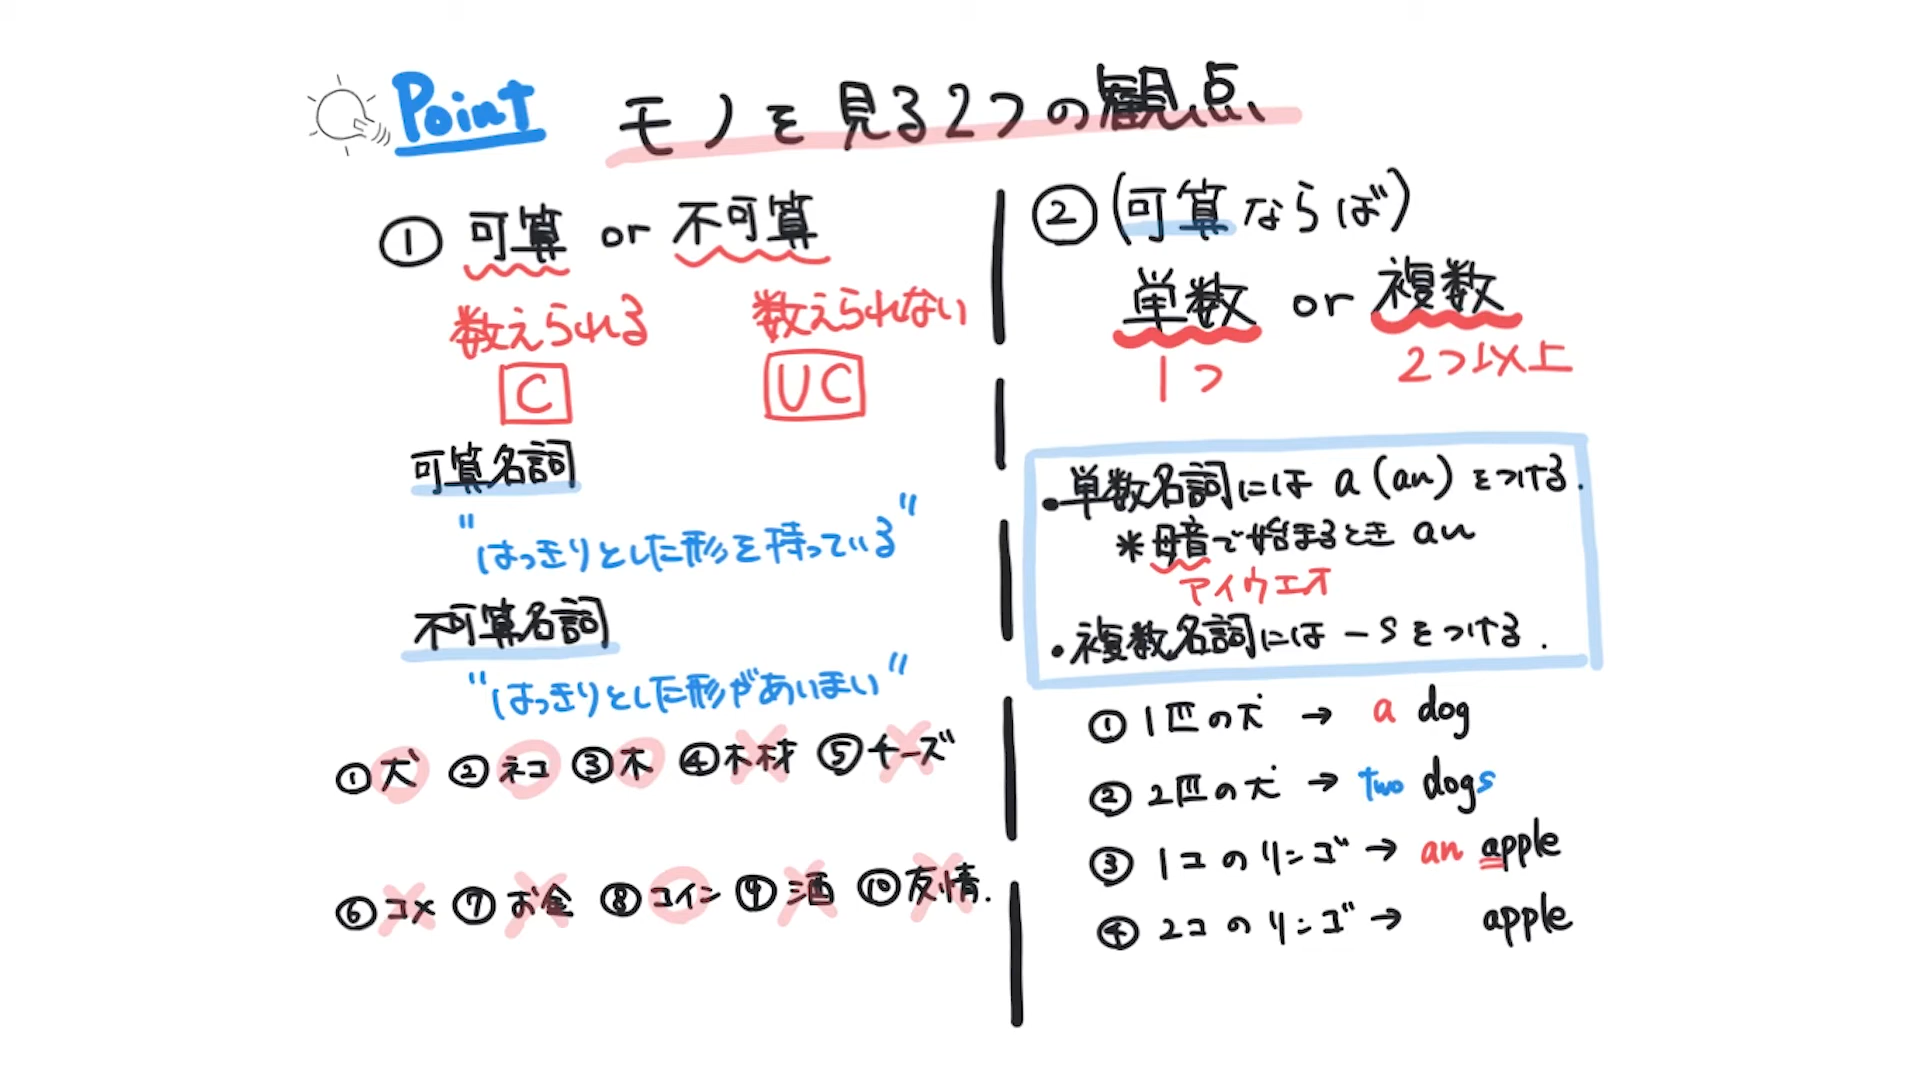 Point モノを見る2つの観点
① 可算 or 不可算
数えられる 数えられない
C UC
可算名詞
"はっきりとした形を持っている"
不可算名詞
"はっきりとした形があいまい"
① 犬 ② ネコ ③ 木 ④ 木材 ⑤ チーズ
⑥ コメ ⑦ お金 ⑧ コイン ⑨ 酒 ⑩ 友情.
② (可算ならば)
単数 or 複数
1つ 2つ以上
・単数名詞には a (an) をつける.
*母音で始まるとき an
アイウエオ
・複数名詞には -s をつける.
① 1匹の犬 → a dog
② 2匹の犬 → two dogs
③ 1コのリンゴ → an apple
④ 2コのリンゴ → apple